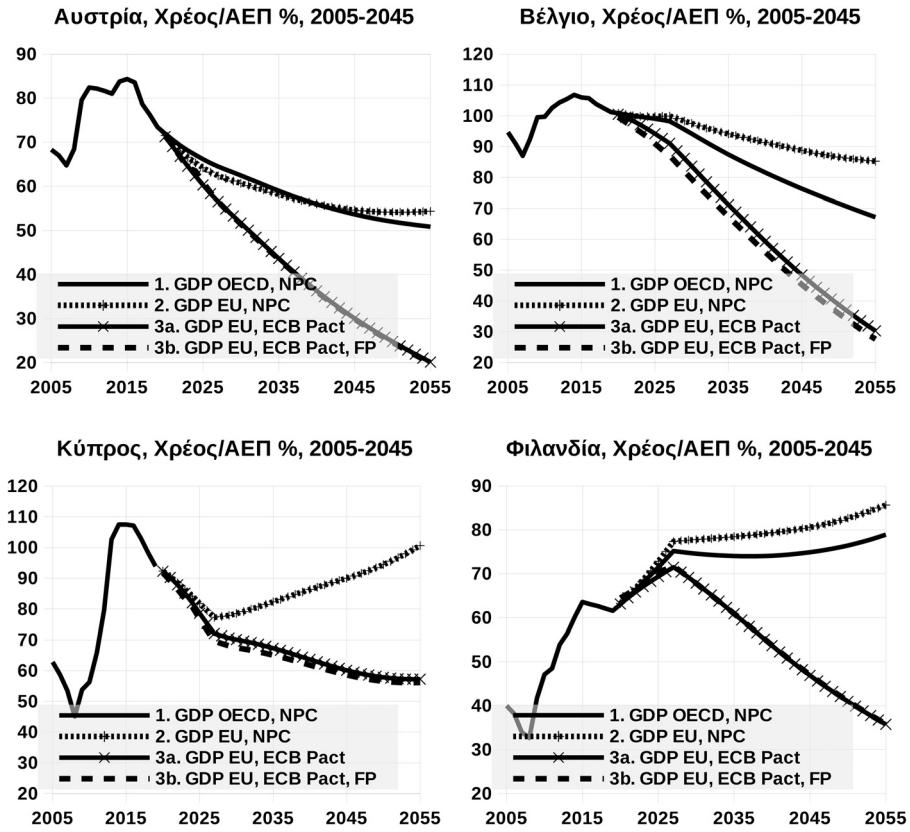 Αυστρία, Χρέος/ΑΕΠ %, 2005-2045
90
80
70
60
50
40
30
20
1. GDP OECD, NPC
2. GDP EU, NPC
3a. GDP EU, ECB Pact
3b. GDP EU, ECB Pact, FP
2005 2015 2025 2035 2045 2055
Βέλγιο, Χρέος/ΑΕΠ %, 2005-2045
120
110
100
90
80
70
60
50
40
30
20
1. GDP OECD, NPC
2. GDP EU, NPC
3a. GDP EU, ECB Pact
3b. GDP EU, ECB Pact, FP
2005 2015 2025 2035 2045 2055
Κύπρος, Χρέος/ΑΕΠ %, 2005-2045
120
110
100
90
80
70
60
50
40
30
20
1. GDP OECD, NPC
2. GDP EU, NPC
3a. GDP EU, ECB Pact
3b. GDP EU, ECB Pact, FP
2005 2015 2025 2035 2045 2055
Φιλανδία, Χρέος/ΑΕΠ %, 2005-2045
90
80
70
60
50
40
30
20
1. GDP OECD, NPC
2. GDP EU, NPC
3a. GDP EU, ECB Pact
3b. GDP EU, ECB Pact, FP
2005 2015 2025 2035 2045 2055